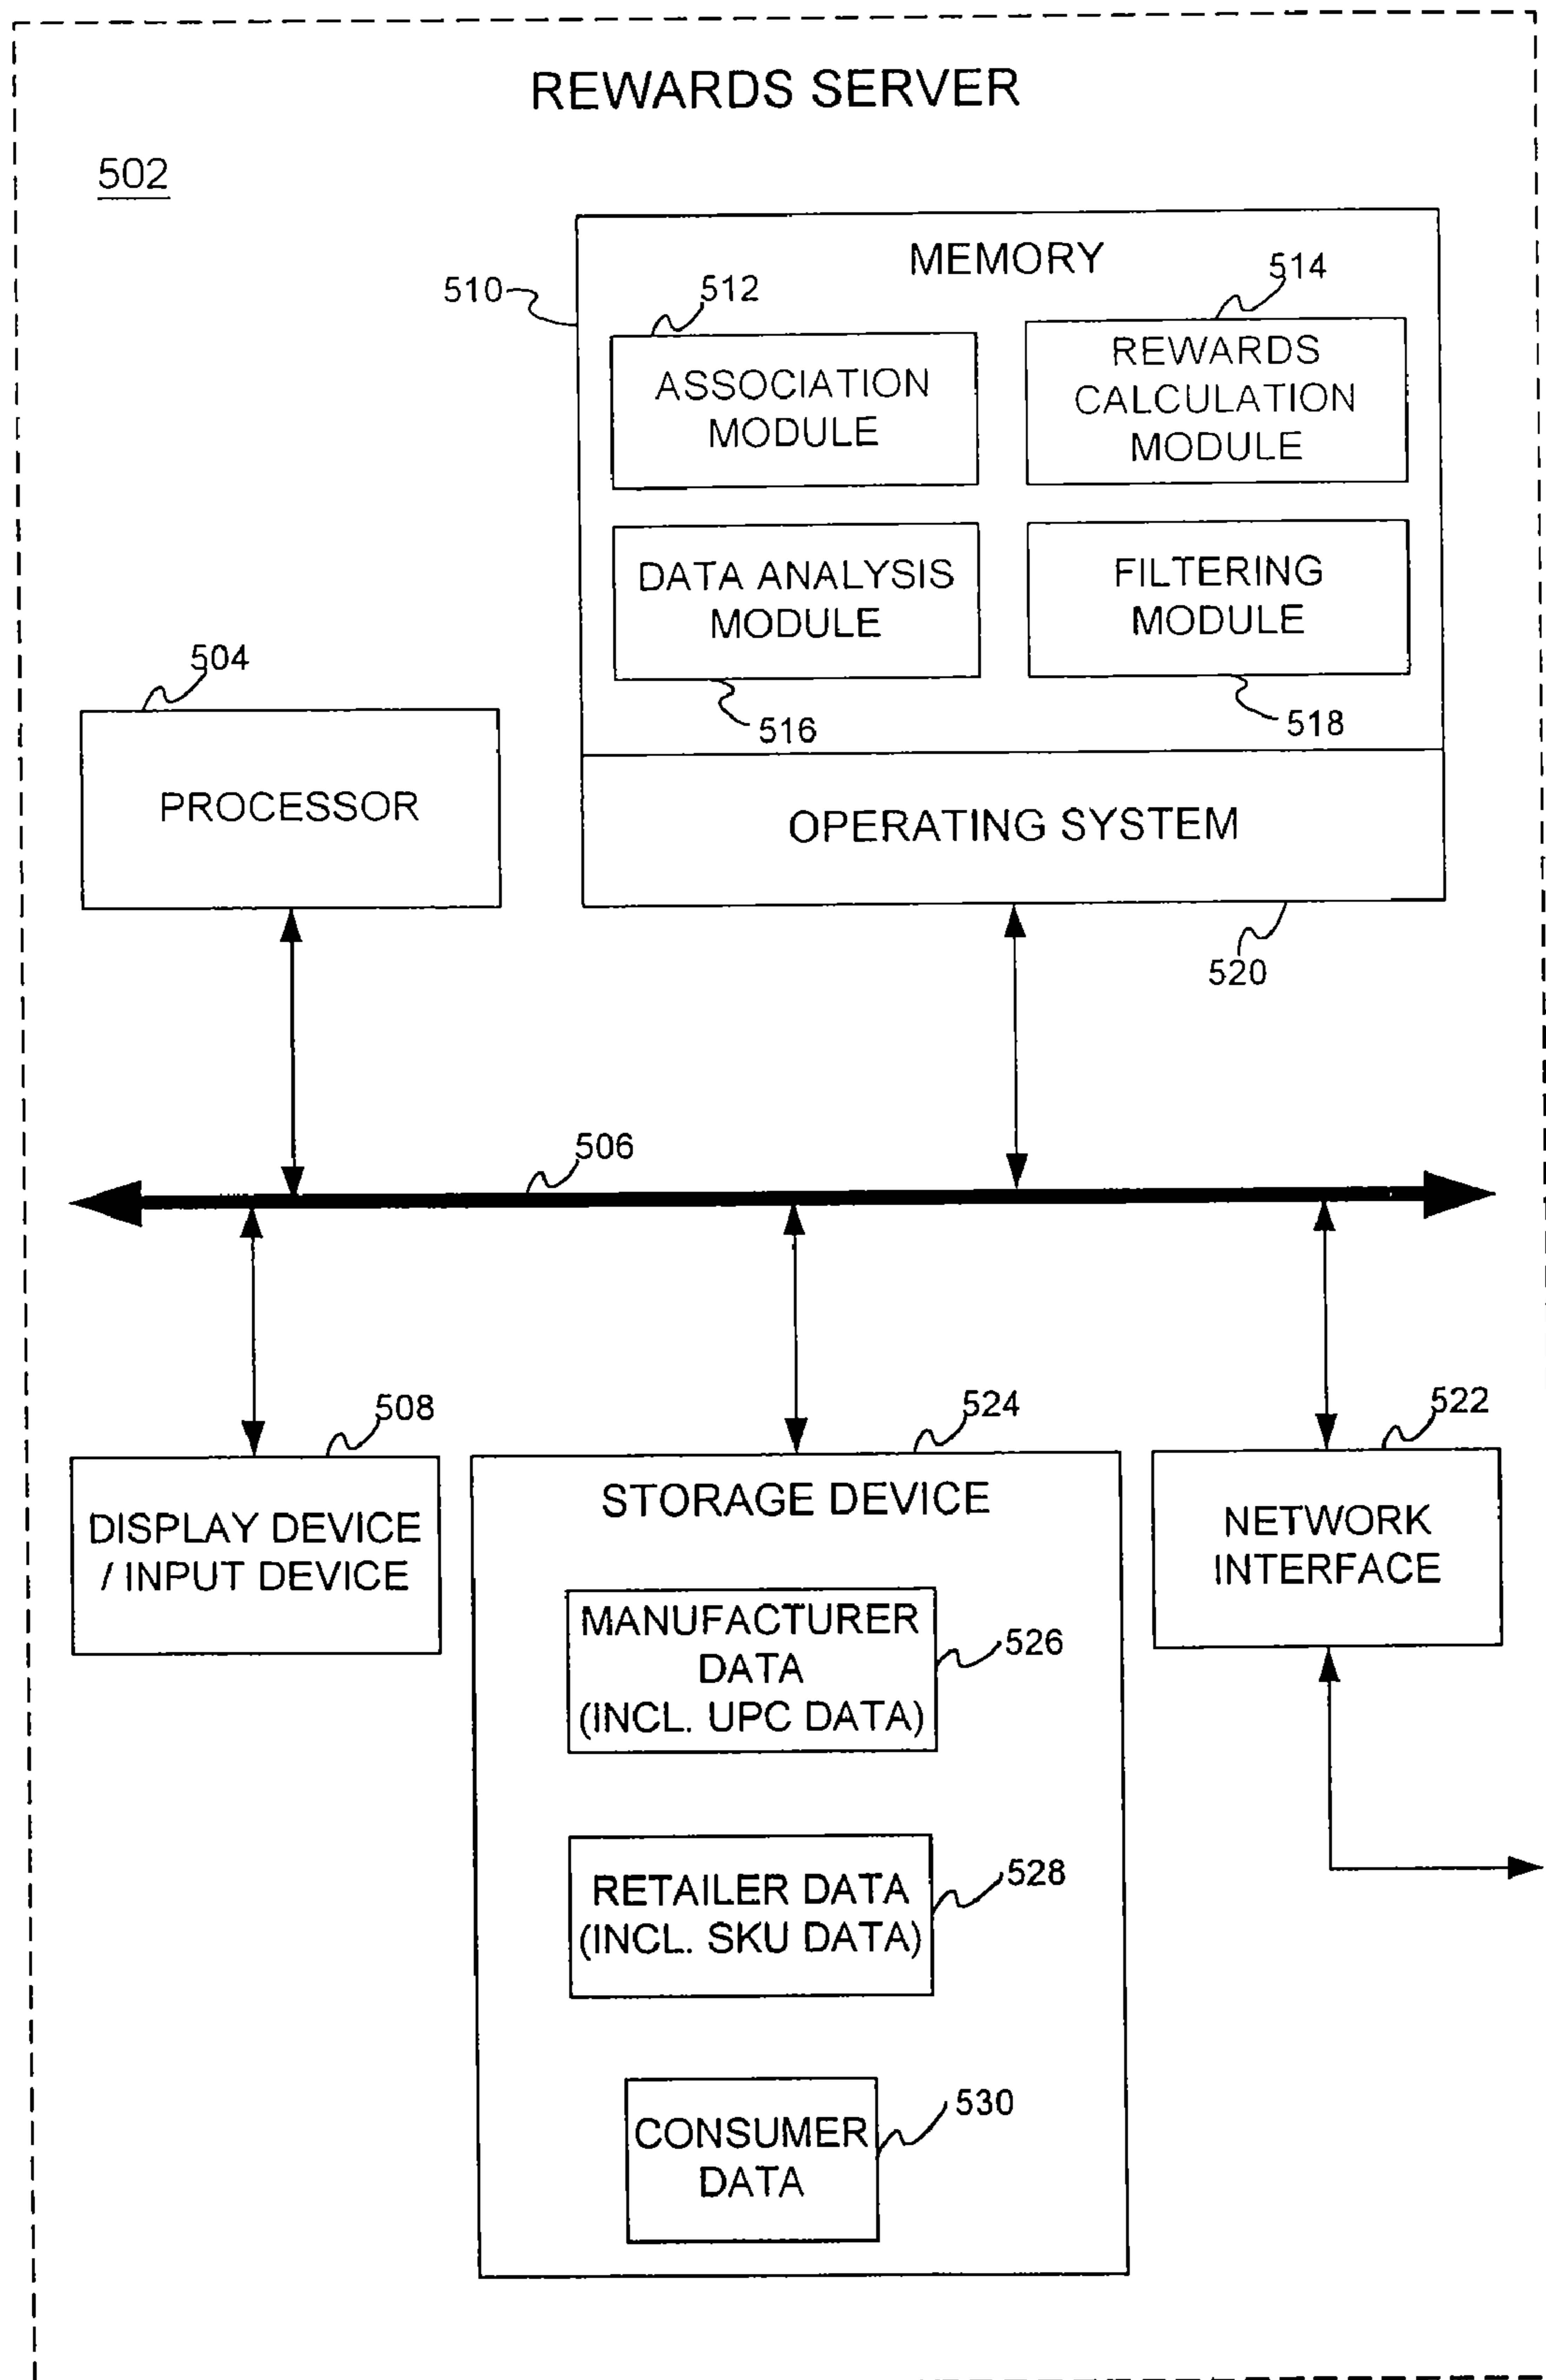 REWARDS SERVER
502
MEMORY
510
512
514
ASSOCIATION
MODULE
REWARDS
CALCULATION
MODULE
DATA ANALYSIS
MODULE
FILTERING
MODULE
516
518
504
PROCESSOR
OPERATING SYSTEM
520
506
508
524
522
DISPLAY DEVICE
/ INPUT DEVICE
STORAGE DEVICE
NETWORK
INTERFACE
MANUFACTURER
DATA
(INCL. UPC DATA)
526
RETAILER DATA
(INCL. SKU DATA)
528
CONSUMER
DATA
530